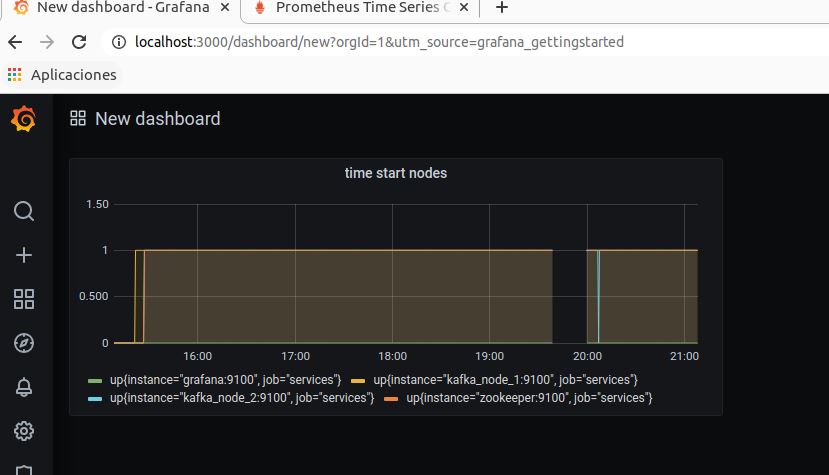 New dashboard - Grafana
Prometheus Time Series C
localhost:3000/dashboard/new?orgId=1&utm_source=grafana_gettingstarted
Aplicaciones
New dashboard
time start nodes
1.50
1
0.500
0
16:00 17:00 18:00 19:00 20:00 21:00
up{instance="grafana:9100", job="services"} up{instance="kafka_node_1:9100", job="services"}
up{instance="kafka_node_2:9100", job="services"} up{instance="zookeeper:9100", job="services"}